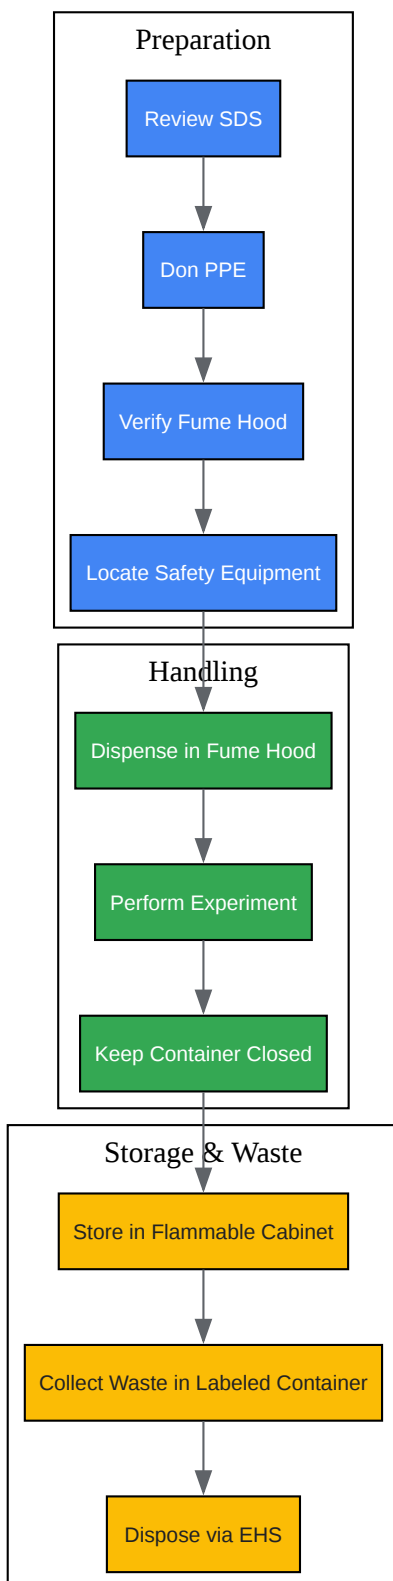 Preparation
Review SDS
Don PPE
Verify Fume Hood
Locate Safety Equipment
Handling
Dispense in Fume Hood
Perform Experiment
Keep Container Closed
Storage & Waste
Store in Flammable Cabinet
Collect Waste in Labeled Container
Dispose via EHS